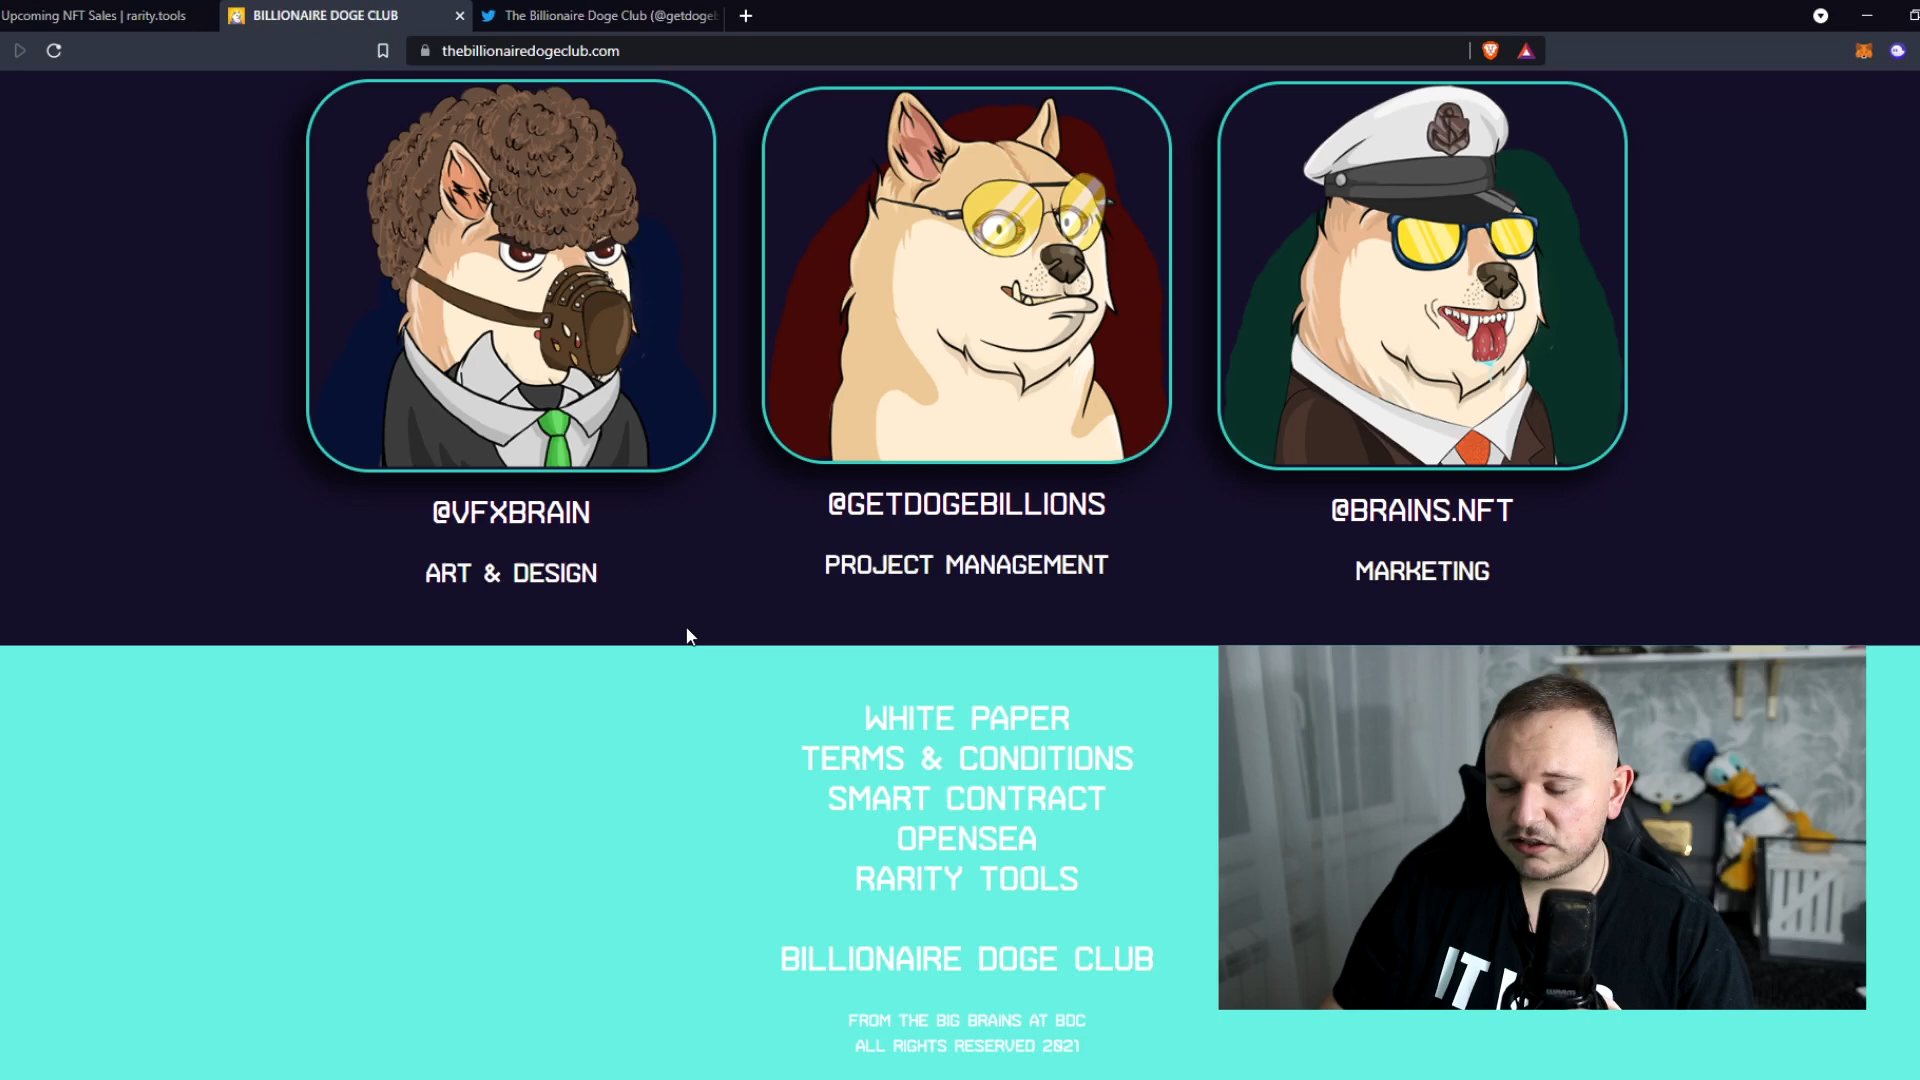 Upcoming NFT Sales | rarity.tools
BILLIONAIRE DOGE CLUB
The Billionaire Doge Club (@getdoge
thebillionairedogeclub.com
@VFXBRAIN
ART & DESIGN
@GETDOGEBILLIONS
PROJECT MANAGEMENT
@BRAINS.NFT
MARKETING
WHITE PAPER
TERMS & CONDITIONS
SMART CONTRACT
OPENSEA
RARITY TOOLS
BILLIONAIRE DOGE CLUB
FROM THE BIG BRAINS AT BDC
ALL RIGHTS RESERVED 2021
IT